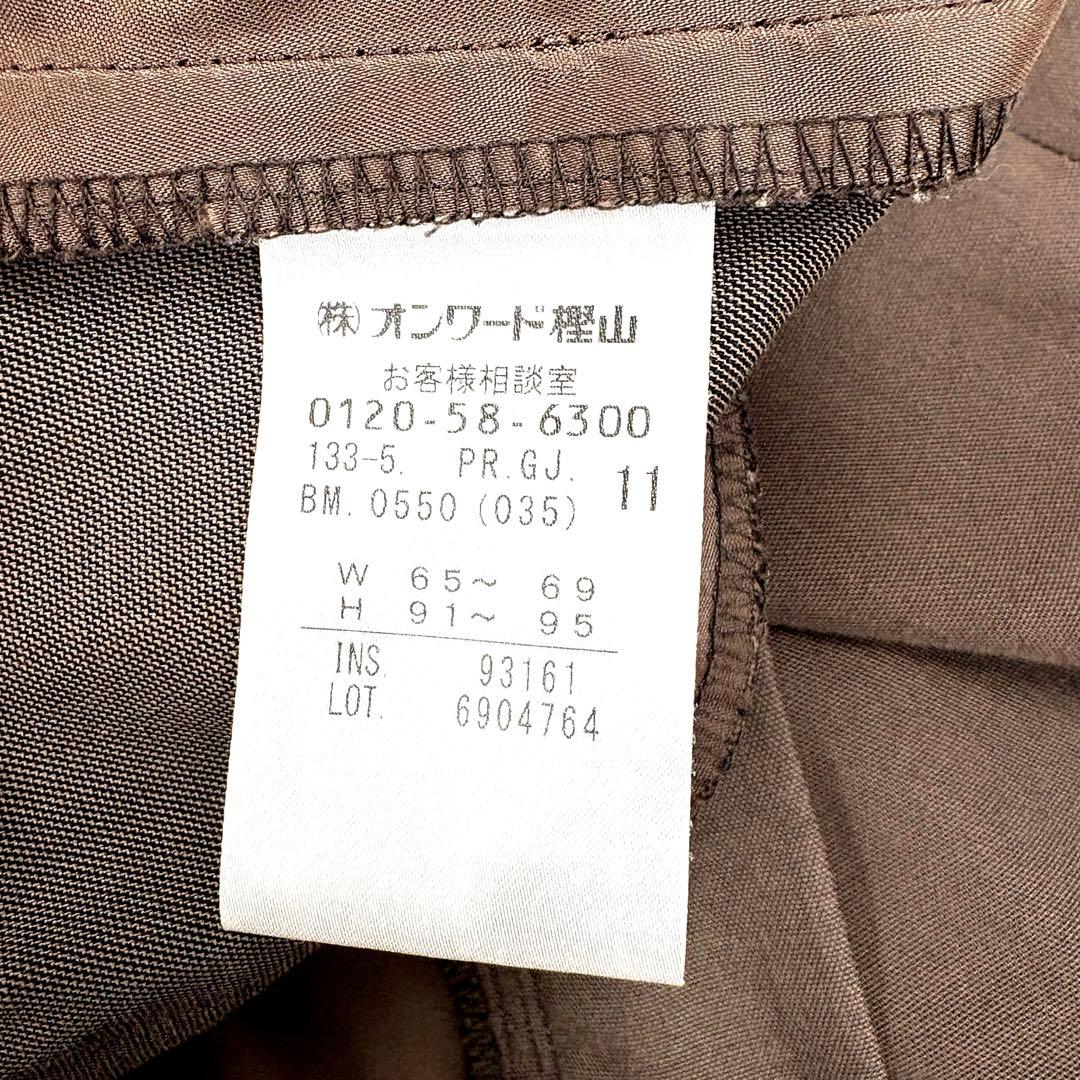 ㈱オンワード樫山
お客様相談室
0120-58-6300
133-5. PR.GJ. 11
BM. 0550 (035)
W 65～ 69
H 91～ 95
INS. 93161
LOT. 6904764